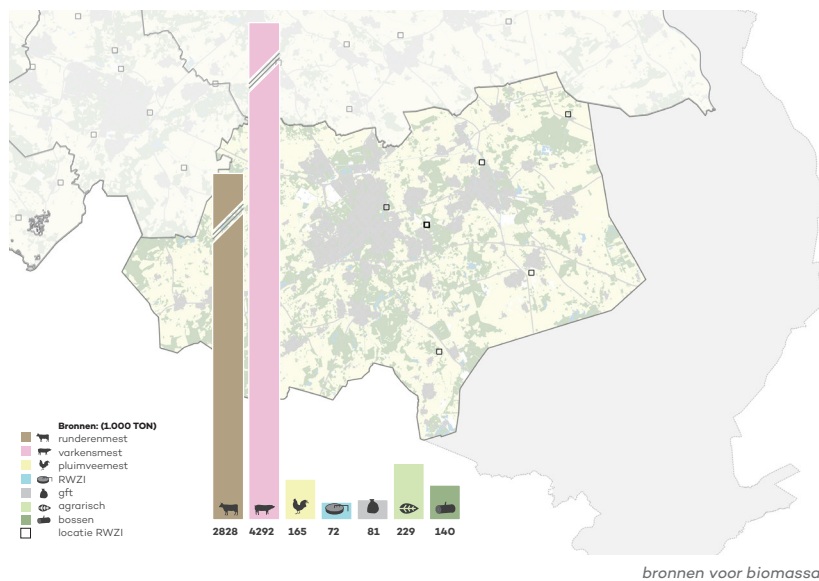 Bronnen: (1.000 TON)
runderenmest
varkensmest
pluimveemest
RWZI
gft
agrarisch
bossen
locatie RWZI
2828 4292 165 72 81 229 140
bronnen voor biomassa